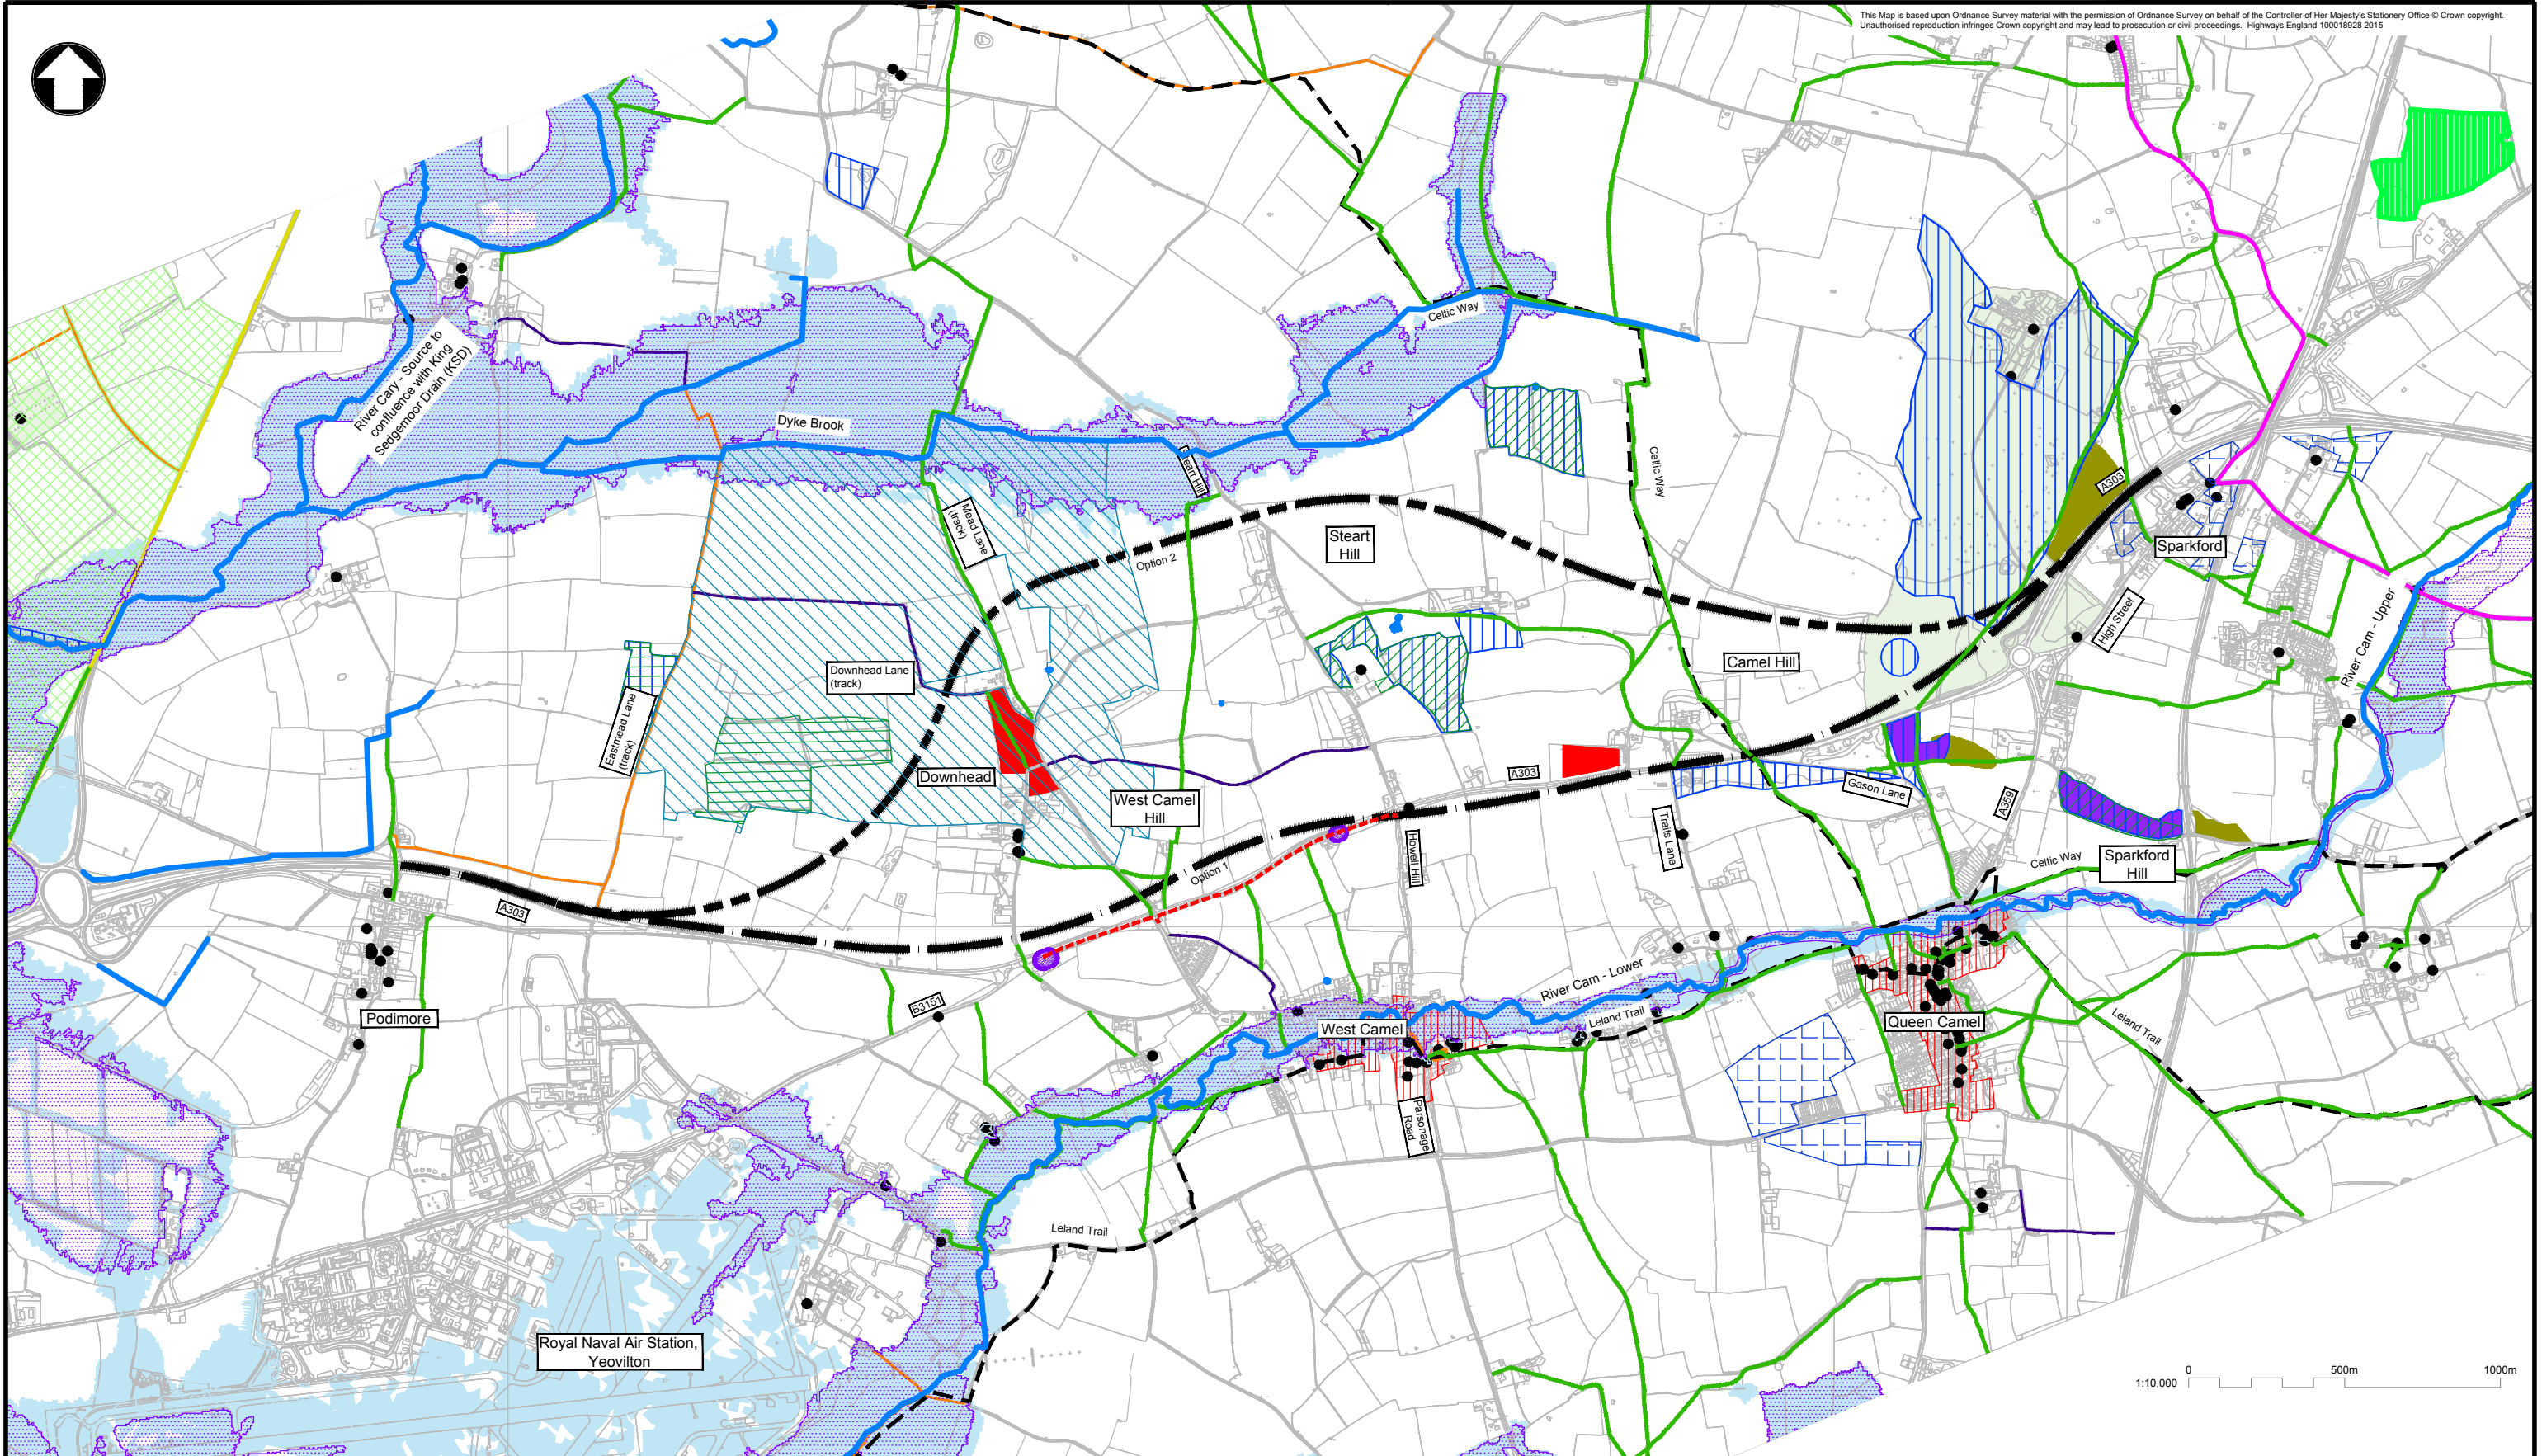 This Map is based upon Ordnance Survey material with the permission of Ordnance Survey on behalf of the Controller of Her Majesty's Stationery Office © Crown copyright.
Unauthorised reproduction infringes Crown copyright and may lead to prosecution or civil proceedings. Highways England 100018928 2015
River Cary - Source to
confluence with King
Sedgemoor Drain (KSD)
Celtic Way
Dyke Brook
Steart Hill
Celtic Way
A303
Mead Lane
(track)
Steart
Hill
Sparkford
Option 2
High Street
River Cam - Upper
Downhead Lane
(track)
Camel Hill
Eastmead Lane
(track)
Downhead
A303
Gason Lane
West Camel
Hill
A359
Traits Lane
Howell Hill
Celtic Way
Sparkford
Hill
Option 1
A303
River Cam - Lower
B3151
Podimore
Leland Trail
West Camel
Queen Camel
Leland Trail
Parsonage
Road
Leland Trail
Royal Naval Air Station,
Yeovilton
0 500m 1000m
1:10,000